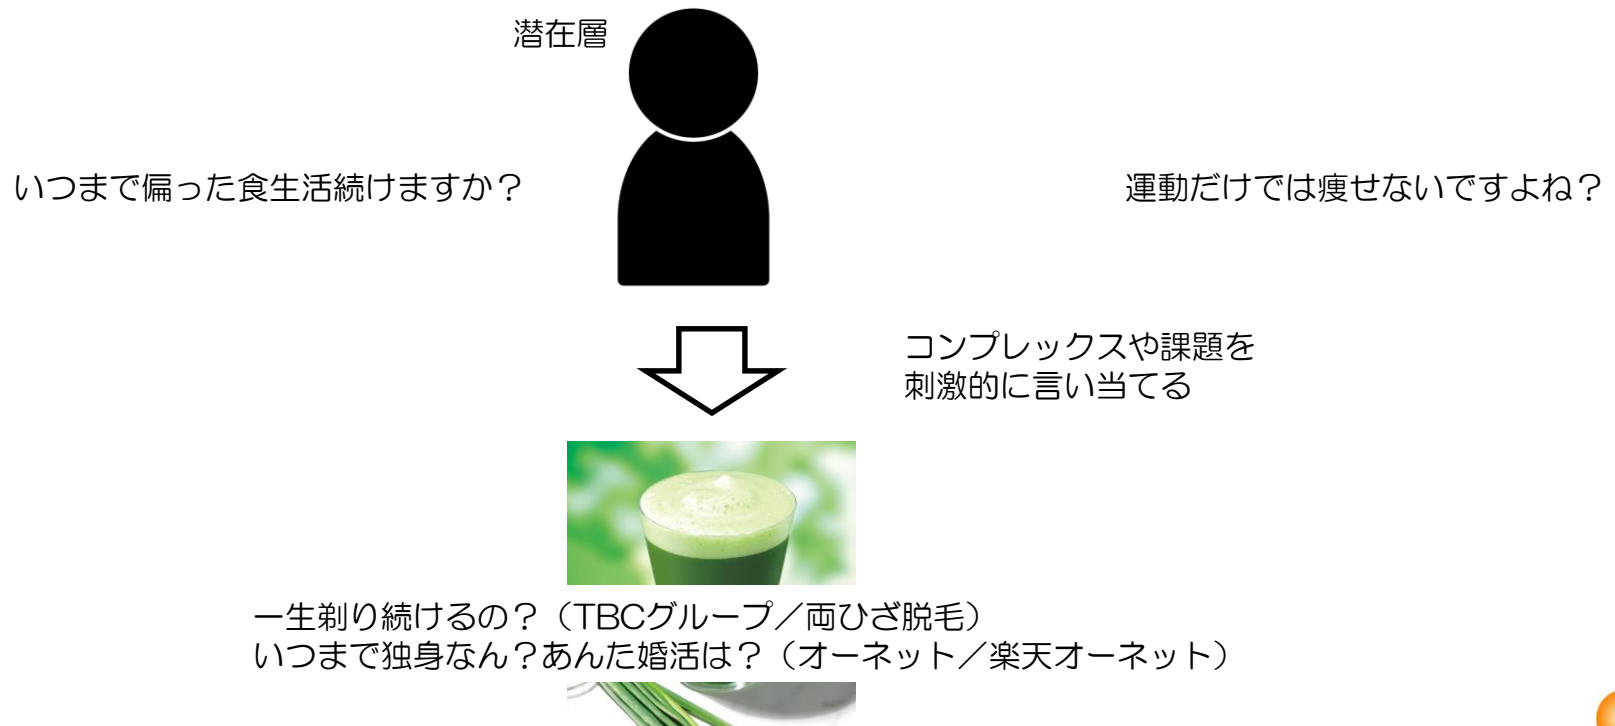 潜在層
いつまで偏った食生活続けますか？
運動だけでは痩せないですよね？
コンプレックスや課題を
刺激的に言い当てる
一生剃り続けるの？（TBCグループ／両ひざ脱毛）
いつまで独身なん？あんた婚活は？（オーネット／楽天オーネット）